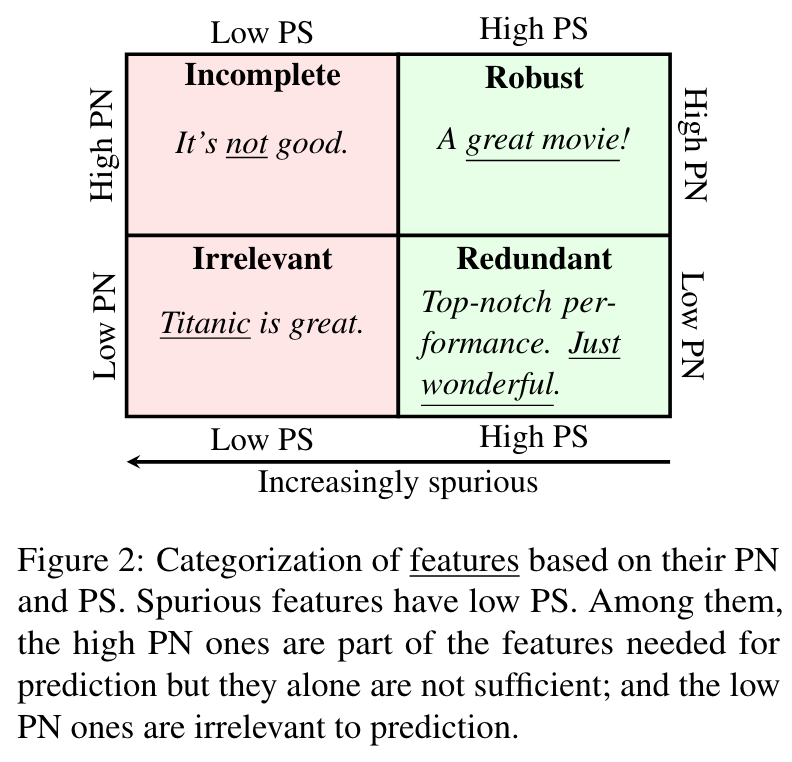 Low PS High PS
Incomplete Robust
It's not good. A great movie!
High PN High PN
Irrelevant Redundant
Titanic is great. Top-notch per-
formance. Just
wonderful.
Low PN Low PN
Low PS High PS
Increasingly spurious
Figure 2: Categorization of features based on their PN
and PS. Spurious features have low PS. Among them,
the high PN ones are part of the features needed for
prediction but they alone are not sufficient; and the low
PN ones are irrelevant to prediction.